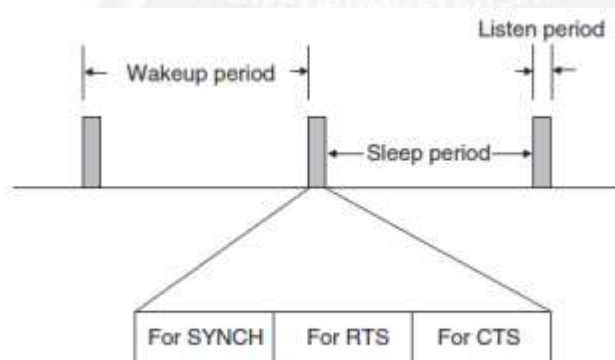 Listen period
Wakeup period
Sleep period
For SYNCH
For RTS
For CTS